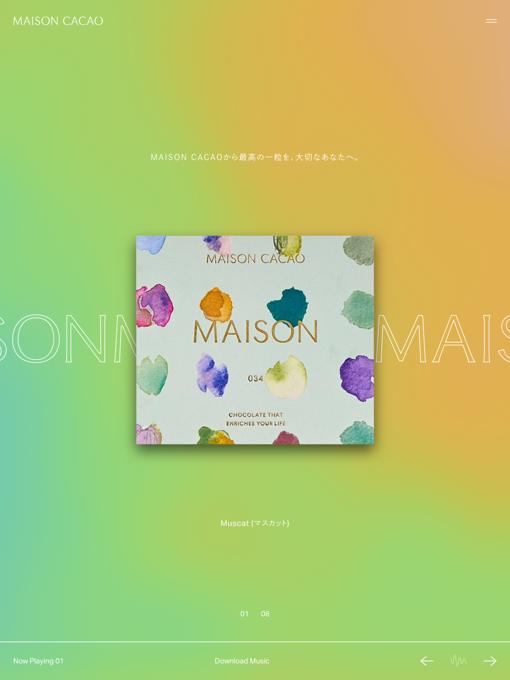 MAISON CACAO
MAISON CACAOから最高の一粒を、大切なあなたへ。
MAISON CACAO
MAISON
SONM
MAIS
034
CHOCOLATE THAT
ENRICHES YOUR LIFE
Muscat (マスカット)
01 08
Now Playing 01
Download Music